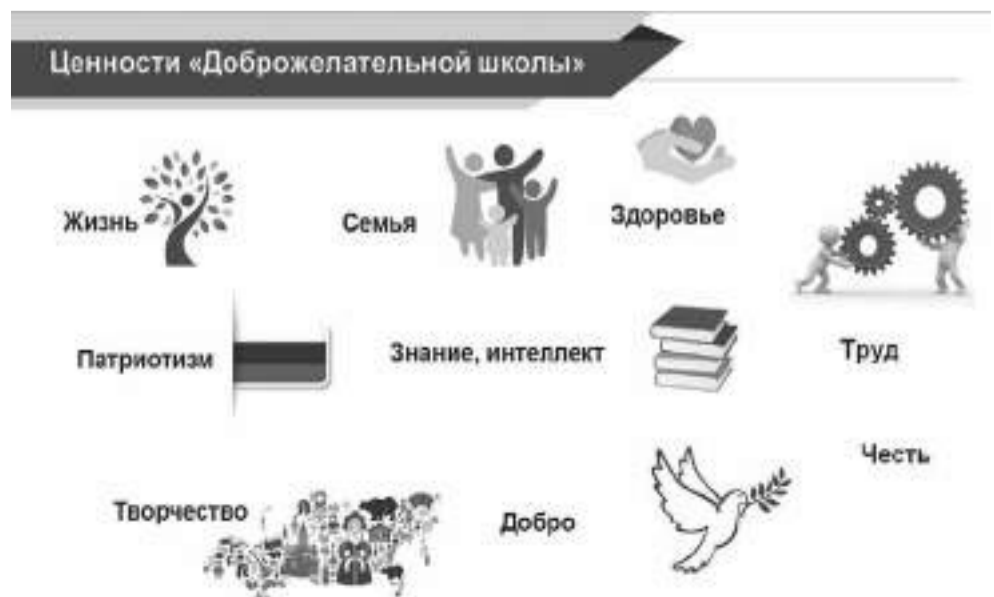 Ценности «Доброжелательной школы»
Жизнь
Семья
Здоровье
Патриотизм
Знание, интеллект
Труд
Честь
Творчество
Добро